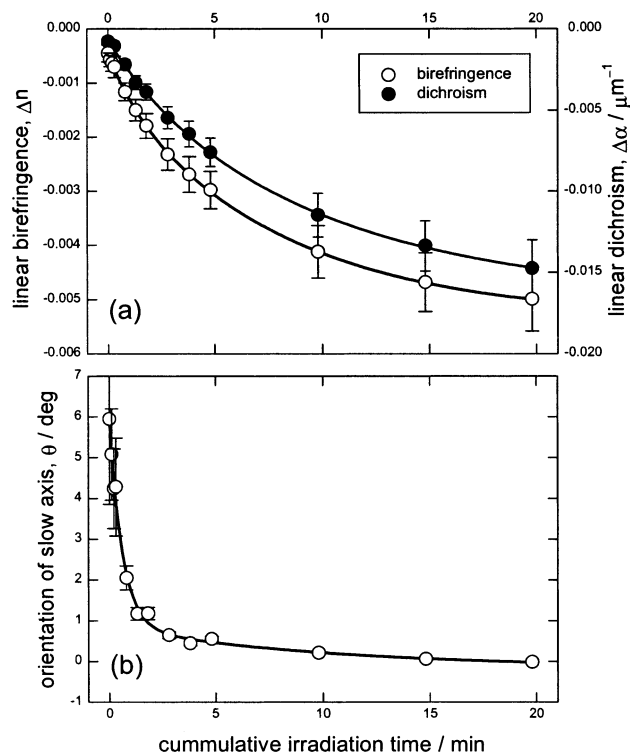 0 5 10 15 20
0.000 0.000
-0.001
birefringence
dichroism
-0.005
-0.002
-0.003
-0.010
-0.004
-0.015
-0.005
(a)
-0.006 -0.020
linear birefringence, Δn
linear dichroism, Δα / μm⁻¹
7
6
5
4
3
2
1
0
-1
(b)
orientation of slow axis, θ / deg
0 5 10 15 20
cummulative irradiation time / min